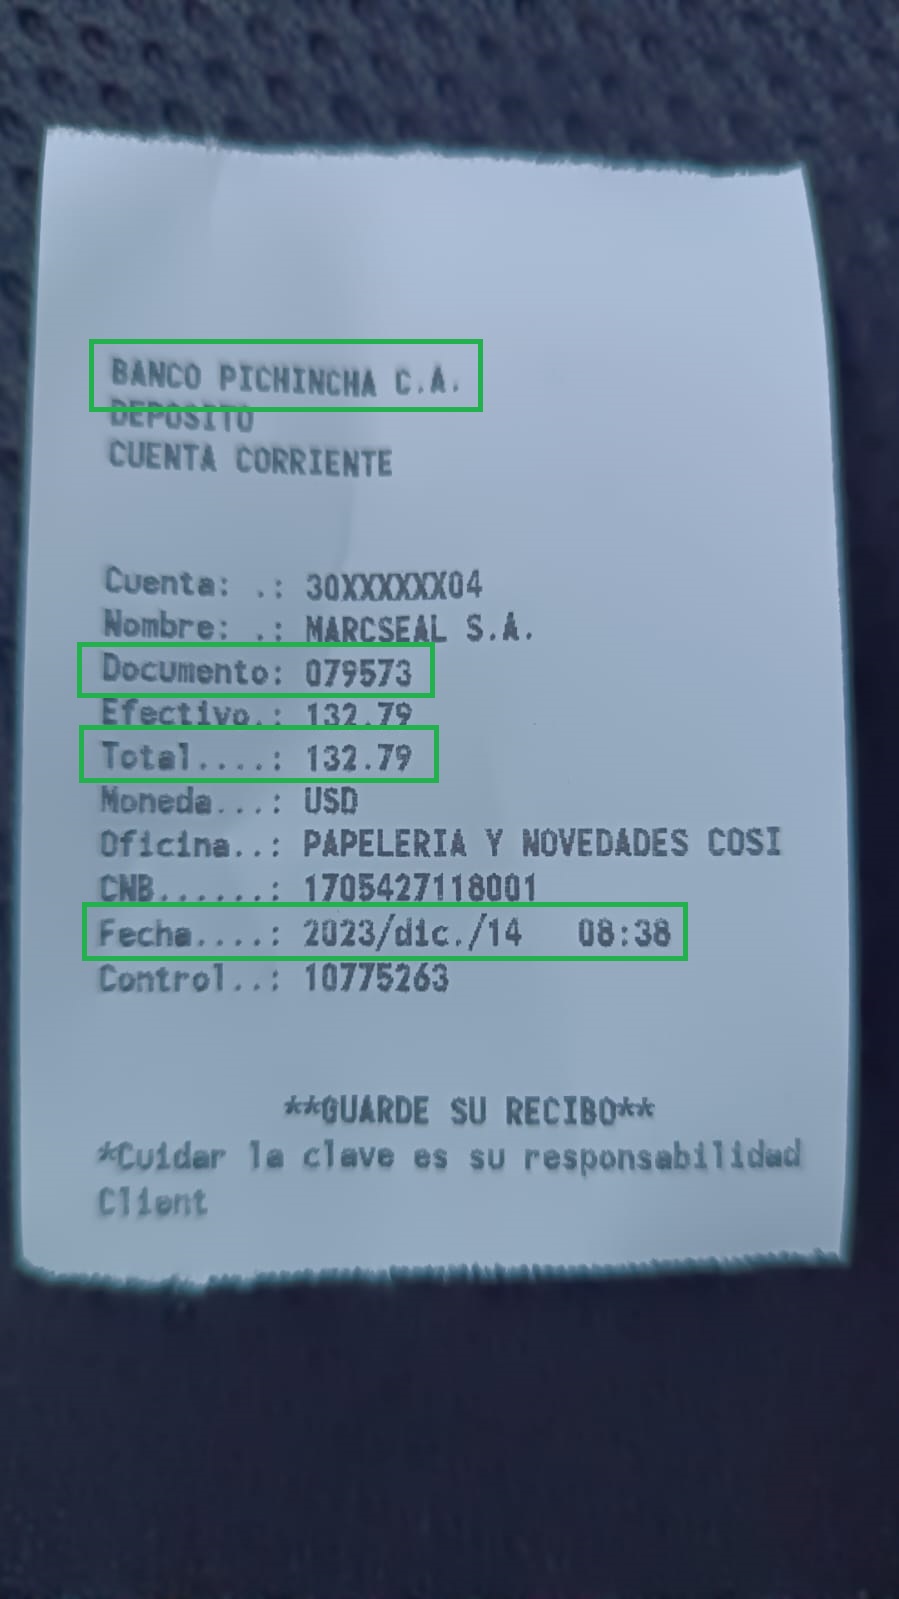 BANCO PICHINCHA C.A.
DEPOSITO
CUENTA CORRIENTE
Cuenta: .: 30XXXXXX04
Nombre: .: MARCSEAL S.A.
Documento: 079573
Efectivo.: 132.79
Total....: 132.79
Moneda...: USD
Oficina..: PAPELERIA Y NOVEDADES COSI
CNB......: 1705427118001
Fecha....: 2023/dic./14 08:38
Control..: 10775263
**GUARDE SU RECIBO**
*Cuidar la clave es su responsabilidad
Client